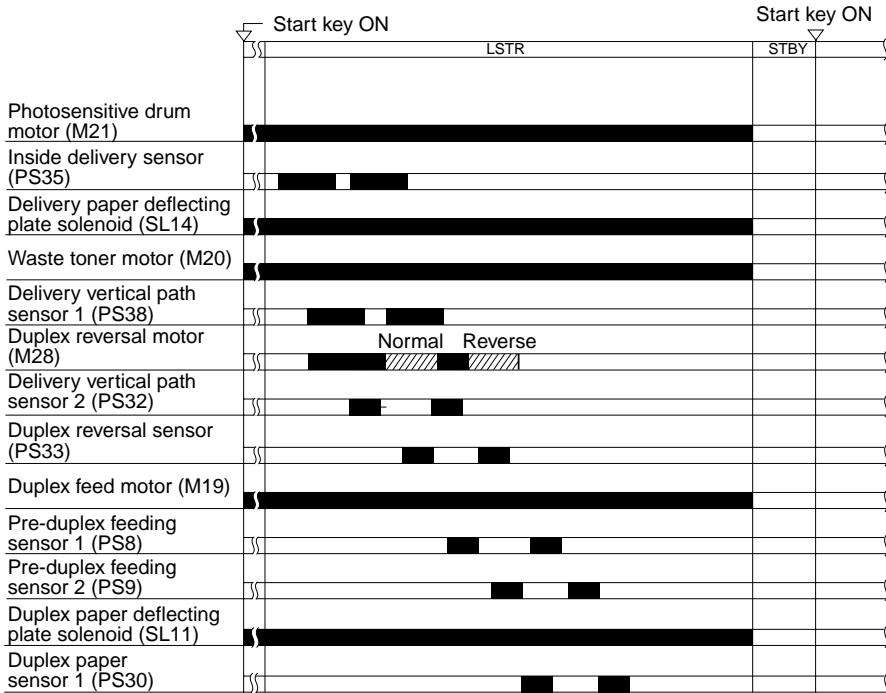 Start key ON
Start key ON
LSTR
STBY
Photosensitive drum
motor (M21)
Inside delivery sensor
(PS35)
Delivery paper deflecting
plate solenoid (SL14)
Waste toner motor (M20)
Delivery vertical path
sensor 1 (PS38)
Duplex reversal motor
(M28)
Normal
Reverse
Delivery vertical path
sensor 2 (PS32)
Duplex reversal sensor
(PS33)
Duplex feed motor (M19)
Pre-duplex feeding
sensor 1 (PS8)
Pre-duplex feeding
sensor 2 (PS9)
Duplex paper deflecting
plate solenoid (SL11)
Duplex paper
sensor 1 (PS30)